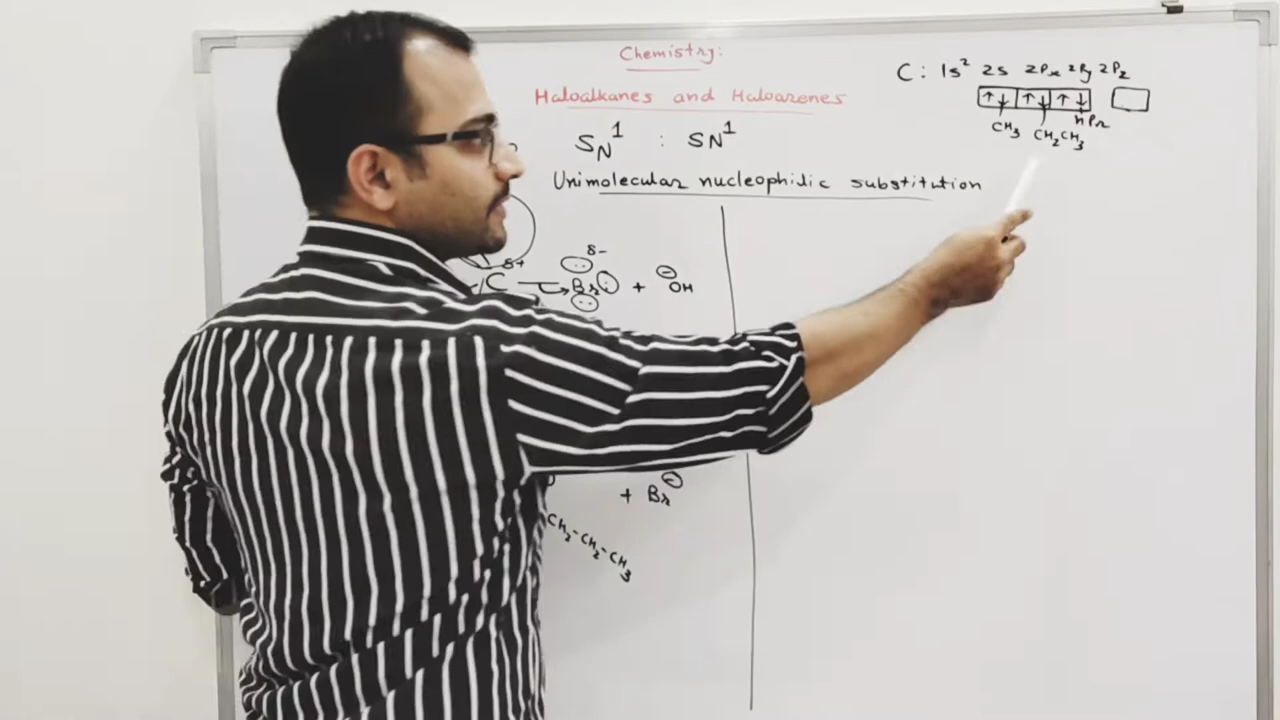 Chemistry:
Haloalkanes and Haloarenes
SN1 : SN1
Unimolecular nucleophilic substitution
C : 1s² 2s 2Px 2Py 2Pz
↑↓ ↑↓ ↑↓
CH₃ CH₂CH₃ nPr
δ+ δ-
C → Br + ⊖OH
+ Br⊖
CH₂-CH₂-CH₃